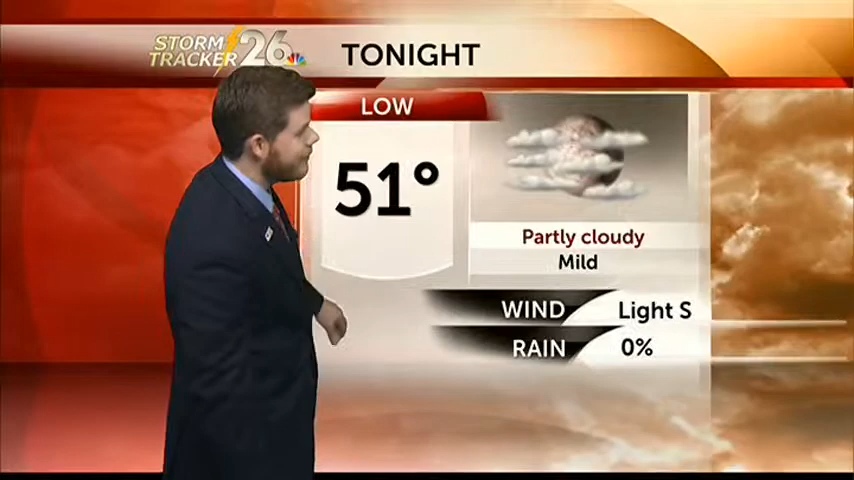 STORM
TRACKER 26
TONIGHT
LOW
51°
Partly cloudy
Mild
WIND Light S
RAIN 0%